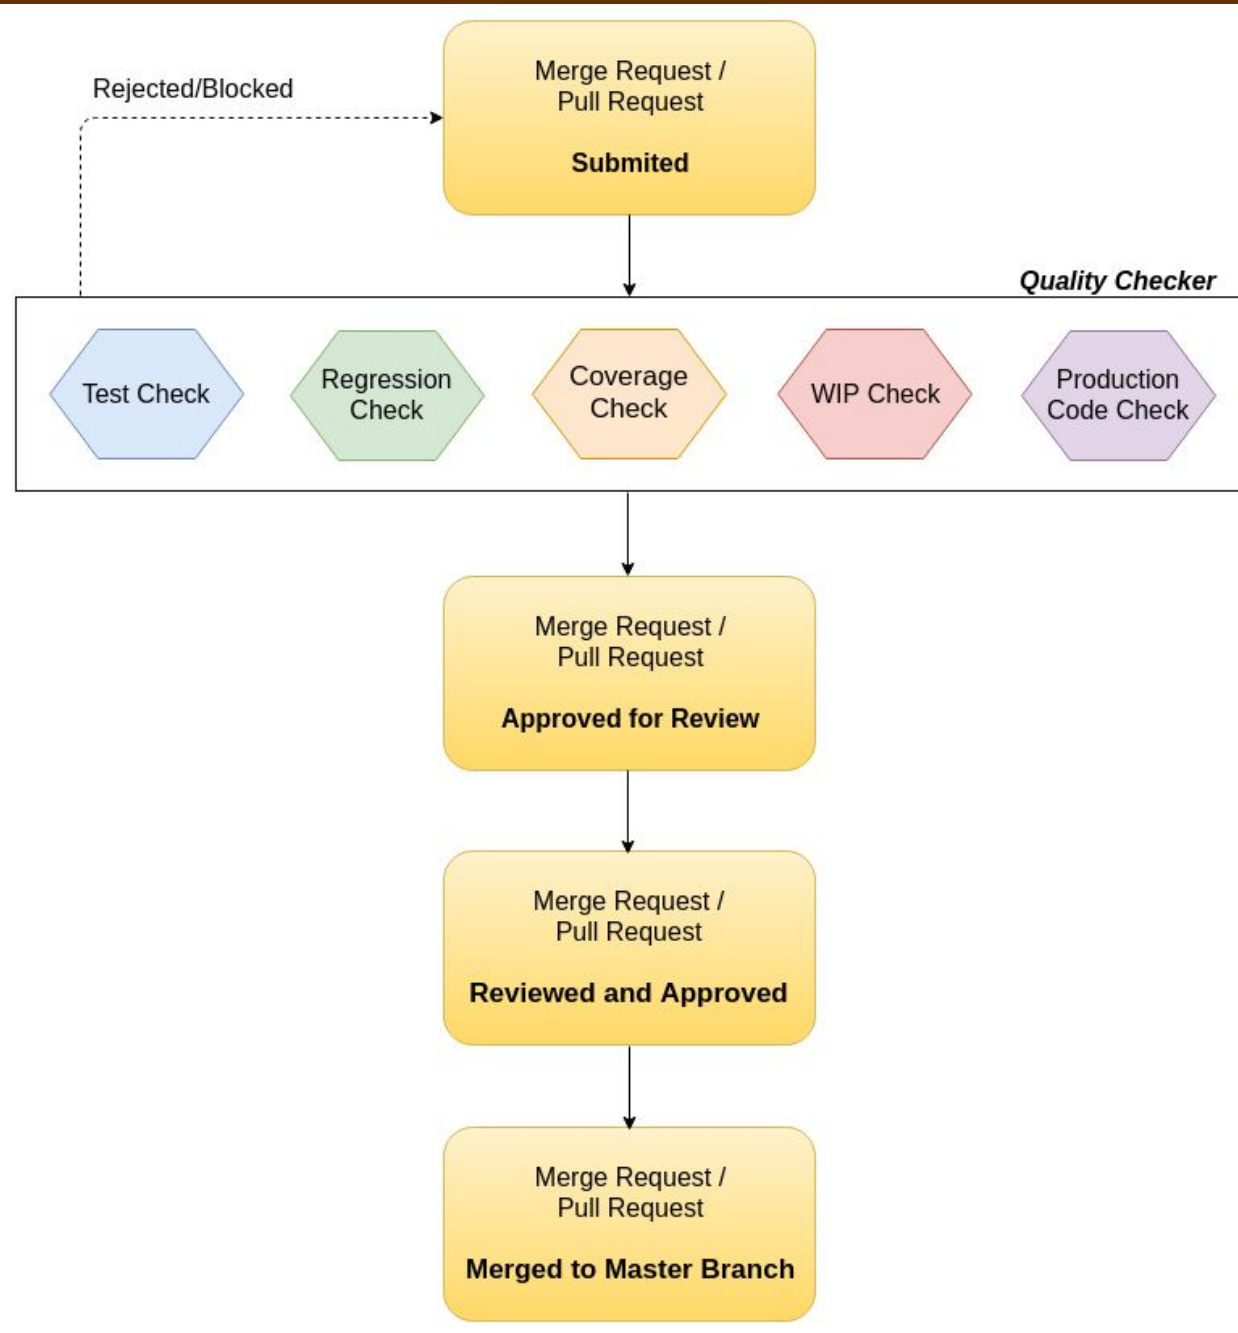 Merge Request /
Pull Request
Submited
Rejected/Blocked
Quality Checker
Test Check
Regression
Check
Coverage
Check
WIP Check
Production
Code Check
Merge Request /
Pull Request
Approved for Review
Merge Request /
Pull Request
Reviewed and Approved
Merge Request /
Pull Request
Merged to Master Branch